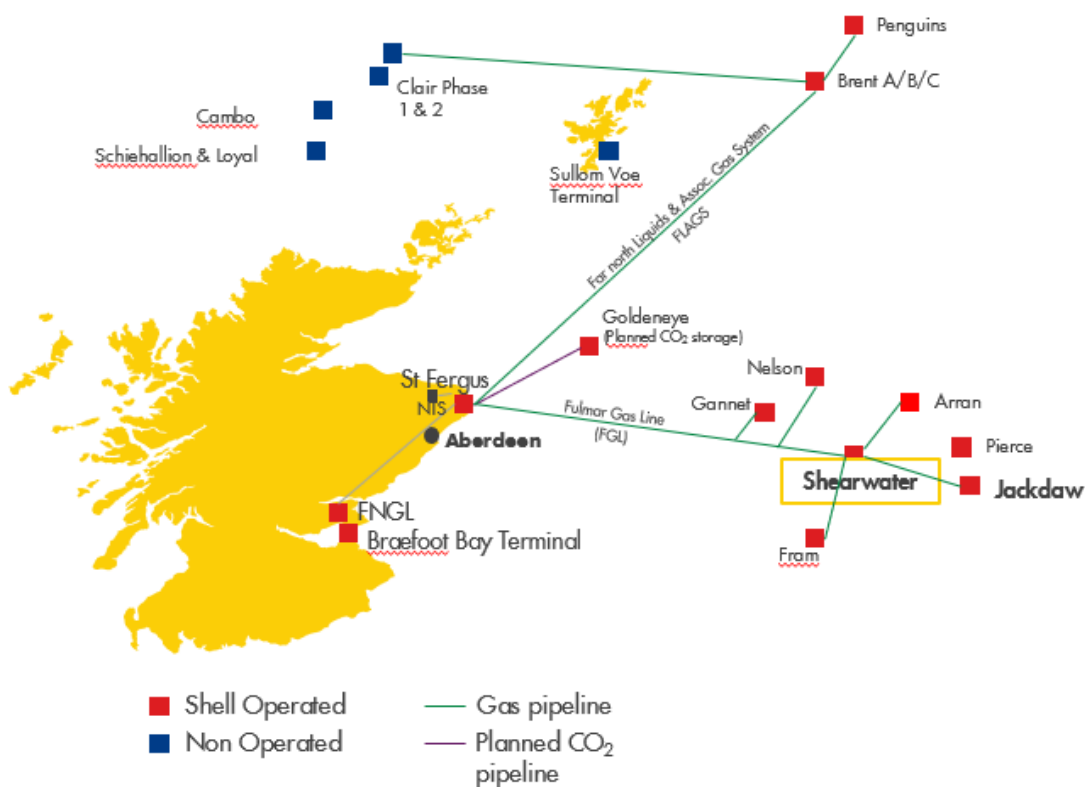 Penguins
Brent A/B/C
Clair Phase
1 & 2
Cambo
Schiehallion & Loyal
Sullom Voe
Terminal
Far north Liquids & Assoc. Gas System
FLAGS
Goldeneye
(Planned CO₂ storage)
Nelson
St Fergus
NTS
Gannet
Arran
Fulmar Gas Line
(FGL)
Aberdeen
Pierce
Shearwater
Jackdaw
FNGL
Braefoot Bay Terminal
Fram
Shell Operated
Gas pipeline
Non Operated
Planned CO₂
pipeline